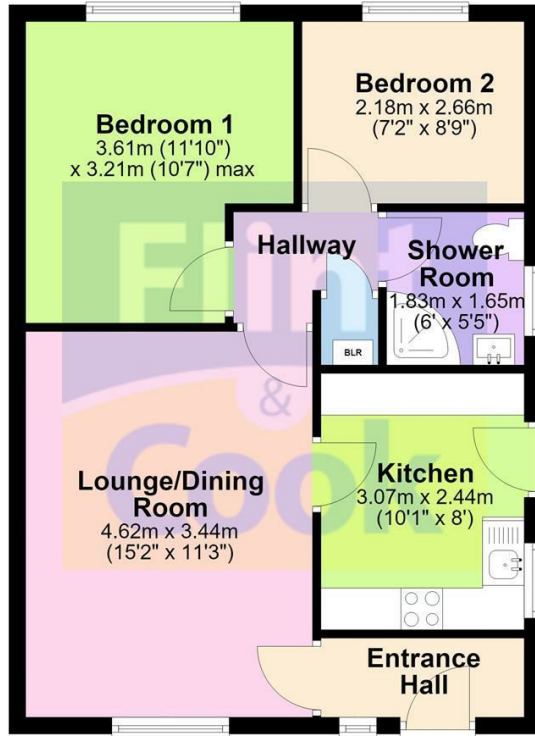 Bedroom 1
3.61m (11'10")
x 3.21m (10'7") max
Bedroom 2
2.18m x 2.66m
(7'2" x 8'9")
Hallway
Shower
Room
1.83m x 1.65m
(6' x 5'5")
BLR
Flint
&
Cook
Lounge/Dining
Room
4.62m x 3.44m
(15'2" x 11'3")
Kitchen
3.07m x 2.44m
(10'1" x 8')
Entrance
Hall